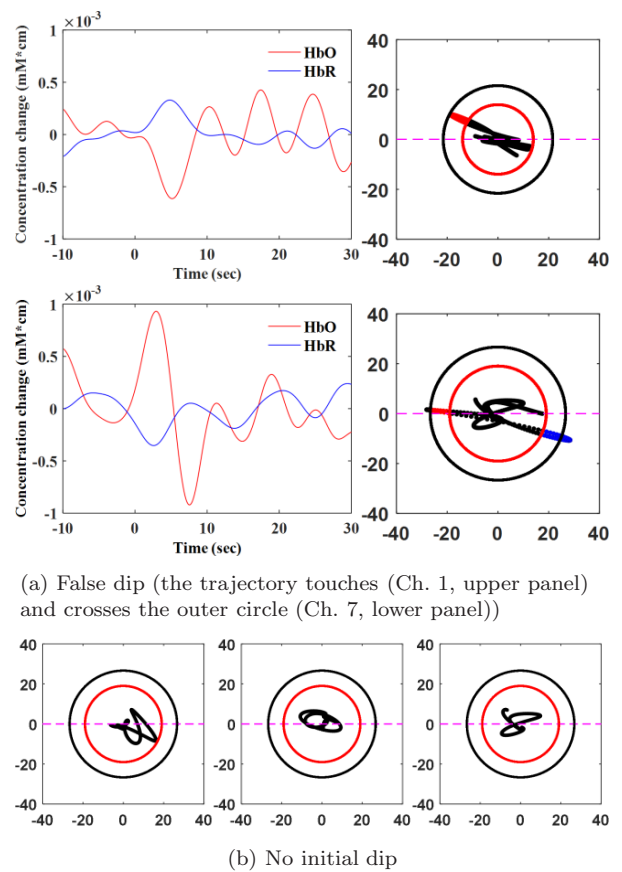 ×10⁻³
1
0.5
0
-0.5
-1
-10 0 10 20 30
Time (sec)
Concentration change (mM*cm)
HbO
HbR
40
20
0
-20
-40
-40 -20 0 20 40
×10⁻³
1
0.5
0
-0.5
-1
-10 0 10 20 30
Time (sec)
Concentration change (mM*cm)
HbO
HbR
40
20
0
-20
-40
-40 -20 0 20 40
(a) False dip (the trajectory touches (Ch. 1, upper panel)
and crosses the outer circle (Ch. 7, lower panel))
40
20
0
-20
-40
-40 -20 0 20 40
40
20
0
-20
-40
-40 -20 0 20 40
40
20
0
-20
-40
-40 -20 0 20 40
(b) No initial dip